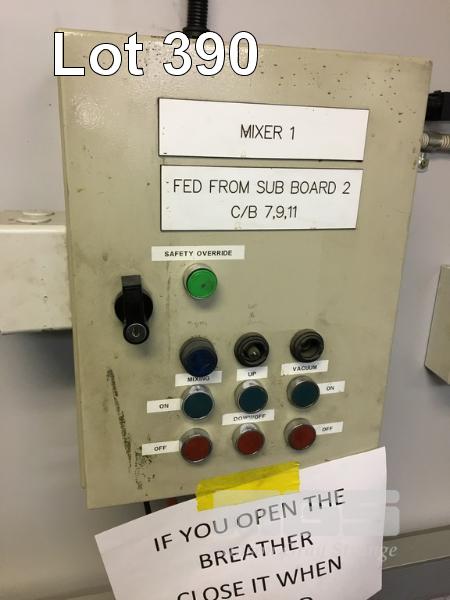 Lot 390
MIXER 1
FED FROM SUB BOARD 2
C/B 7,9,11
SAFETY OVERRIDE
MIXING UP VACUUM
ON ON
DOWN/OFF
OFF OFF
IF YOU OPEN THE
BREATHER
CLOSE IT WHEN